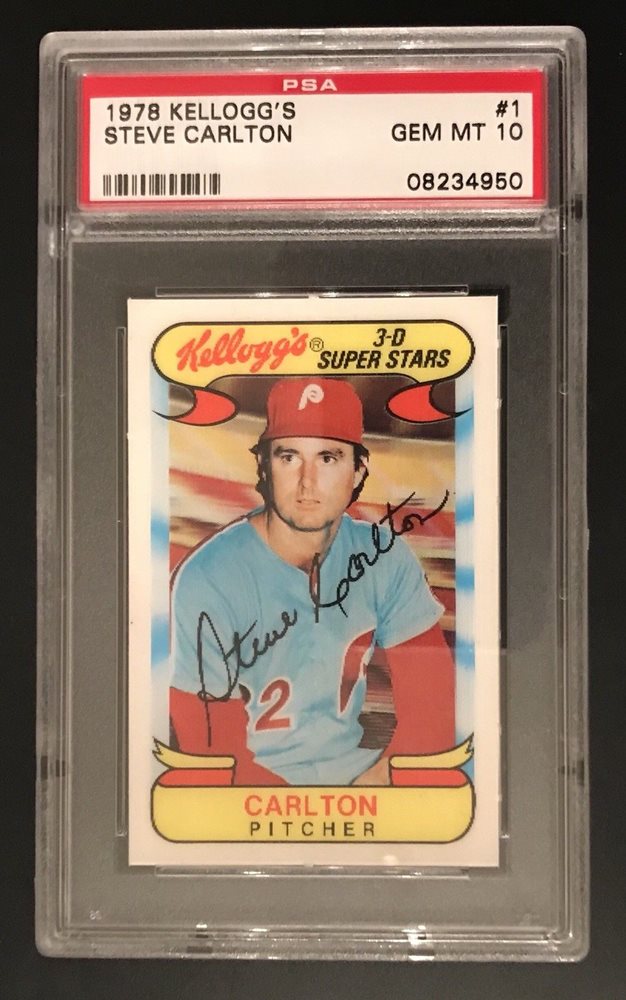 PSA
1978 KELLOGG'S #1
STEVE CARLTON GEM MT 10
08234950
Kellogg's® 3-D
SUPER STARS
P
Steve Carlton
2
CARLTON
PITCHER